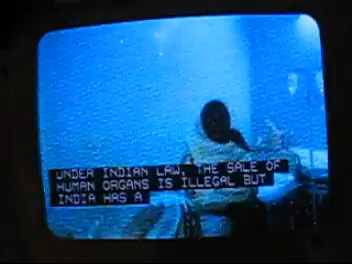 UNDER INDIAN LAW, THE SALE OF
HUMAN ORGANS IS ILLEGAL BUT
INDIA HAS A